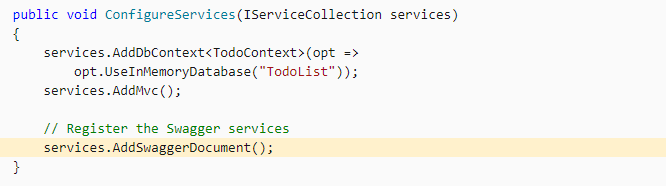 public void ConfigureServices(IServiceCollection services)
{
    services.AddDbContext<TodoContext>(opt =>
        opt.UseInMemoryDatabase("TodoList"));
    services.AddMvc();

    // Register the Swagger services
    services.AddSwaggerDocument();
}